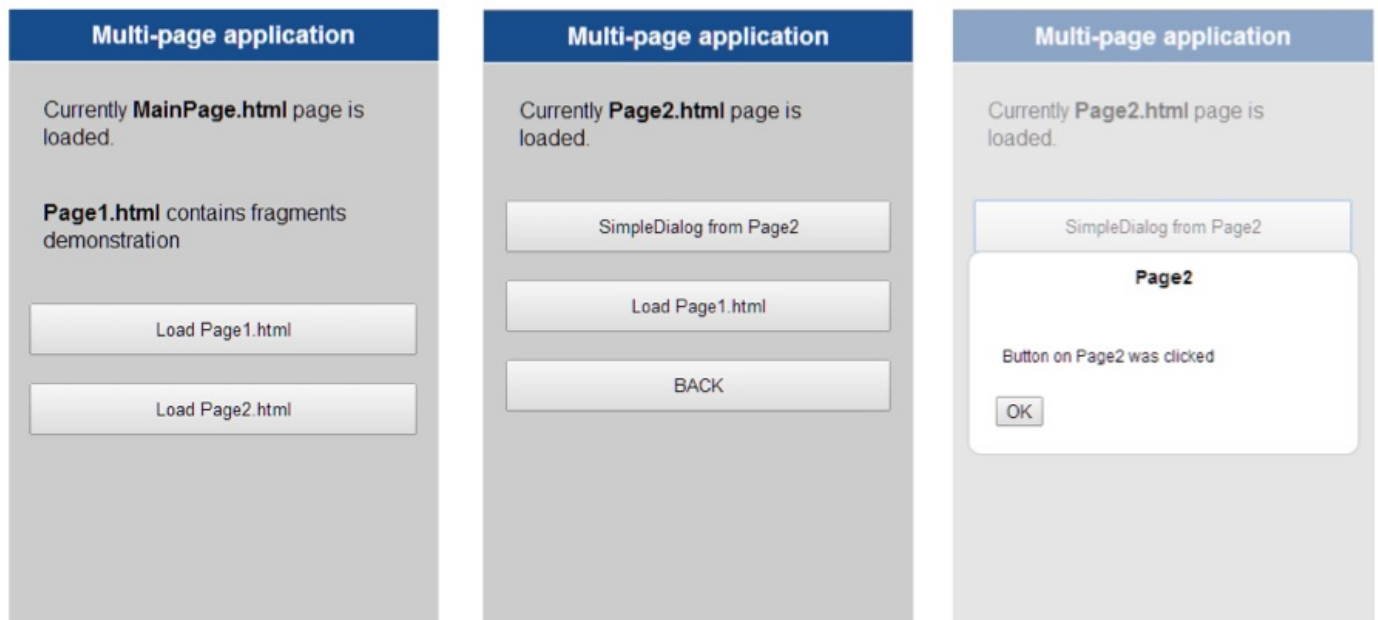 Multi-page application
Currently MainPage.html page is
loaded.
Page1.html contains fragments
demonstration
Load Page1.html
Load Page2.html
Multi-page application
Currently Page2.html page is
loaded.
SimpleDialog from Page2
Load Page1.html
BACK
Multi-page application
Currently Page2.html page is
loaded.
SimpleDialog from Page2
Page2
Button on Page2 was clicked
OK